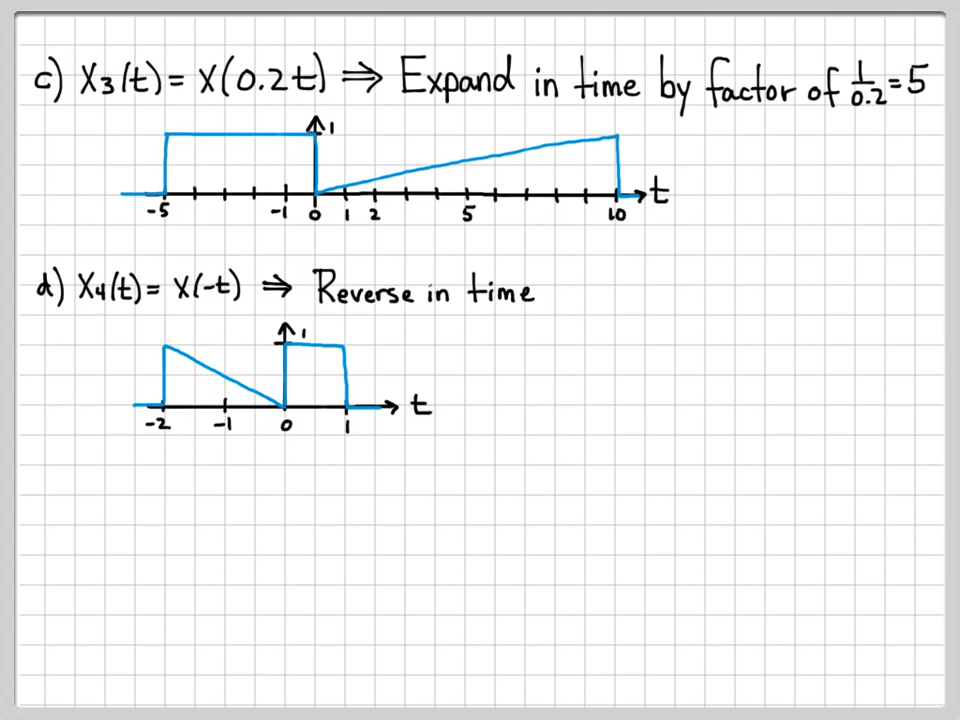 c) X3(t) = X(0.2t) ⇒ Expand in time by factor of 1/0.2 = 5
1
-5 -1 0 1 2 5 10 t
d) X4(t) = X(-t) ⇒ Reverse in time
1
-2 -1 0 1 t